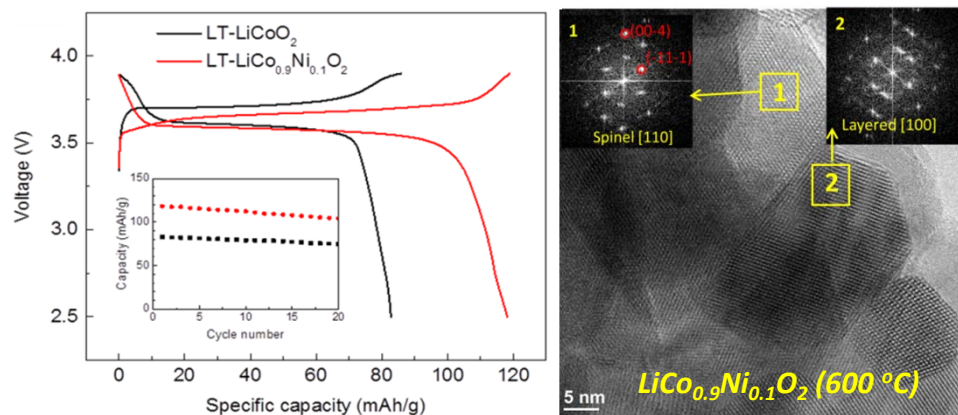 LT-LiCoO₂
LT-LiCo₀.₉Ni₀.₁O₂
Voltage (V)
4.0
3.5
3.0
2.5
Capacity (mAh/g)
150
100
50
0
0 5 10 15 20
Cycle number
0 20 40 60 80 100 120
Specific capacity (mAh/g)
1
(00-4)
(-11-1)
Spinel [110]
2
Layered [100]
1
2
5 nm
LiCo₀.₉Ni₀.₁O₂ (600 °C)